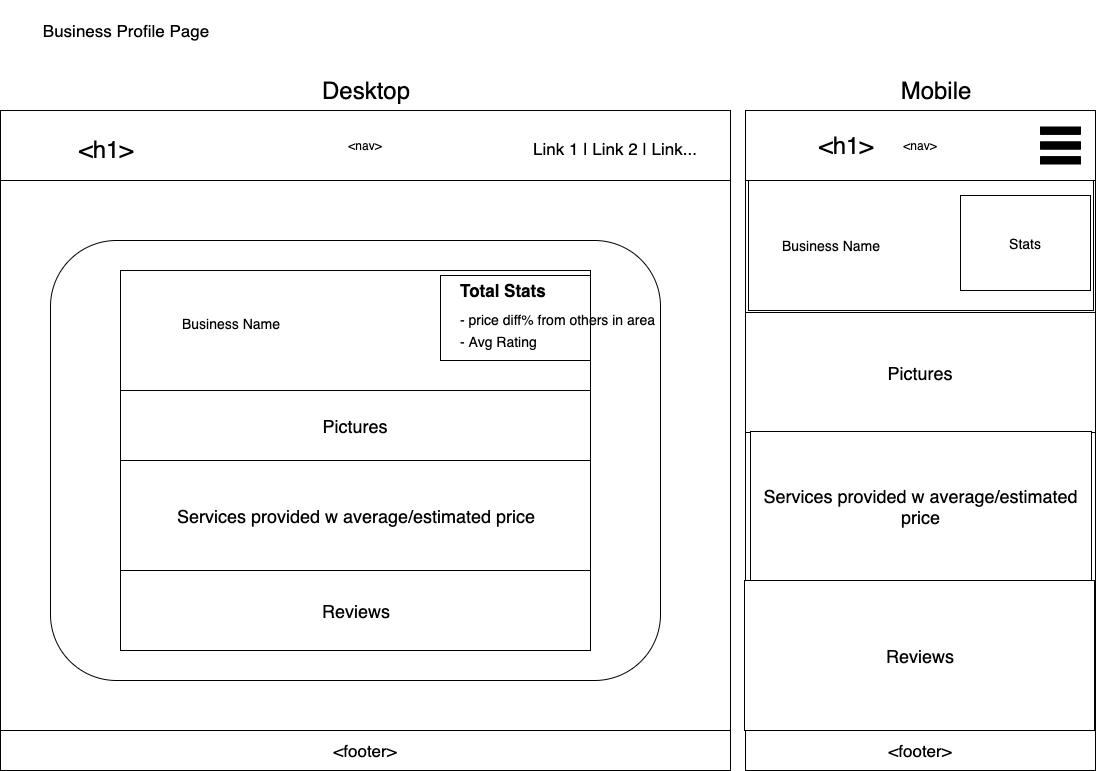 Business Profile Page
Desktop
<h1>
<nav>
Link 1 | Link 2 | Link...
Business Name
Total Stats
- price diff% from others in area
- Avg Rating
Pictures
Services provided w average/estimated price
Reviews
<footer>
Mobile
<h1>
<nav>
Business Name
Stats
Pictures
Services provided w average/estimated
price
Reviews
<footer>